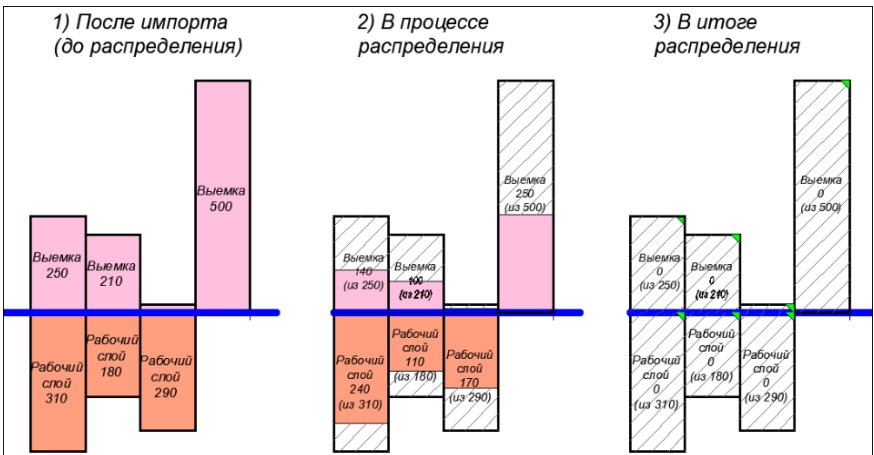 1) После импорта
(до распределения)
Выемка
250
Выемка
210
Выемка
500
Рабочий
слой
310
Рабочий
слой
180
Рабочий
слой
290
2) В процессе
распределения
Выемка
140
(из 250)
Выемка
100
(из 210)
Выемка
250
(из 500)
Рабочий
слой
240
(из 310)
Рабочий
слой
110
(из 180)
Рабочий
слой
170
(из 290)
3) В итоге
распределения
Выемка
0
(из 250)
Выемка
0
(из 210)
Выемка
0
(из 500)
Рабочий
слой
0
(из 310)
Рабочий
слой
0
(из 180)
Рабочий
слой
0
(из 290)